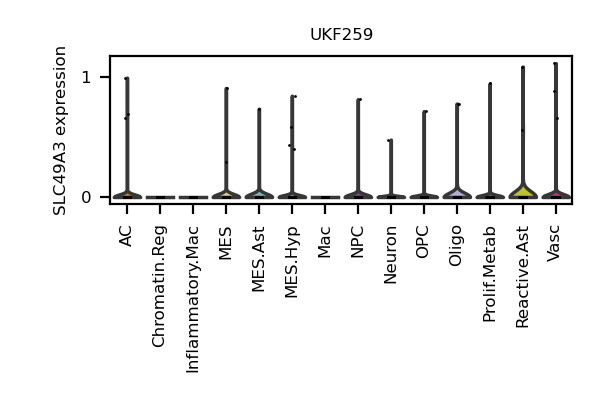 UKF259
SLC49A3 expression
1
0
AC
Chromatin.Reg
Inflammatory.Mac
MES
MES.Ast
MES.Hyp
Mac
NPC
Neuron
OPC
Oligo
Prolif.Metab
Reactive.Ast
Vasc